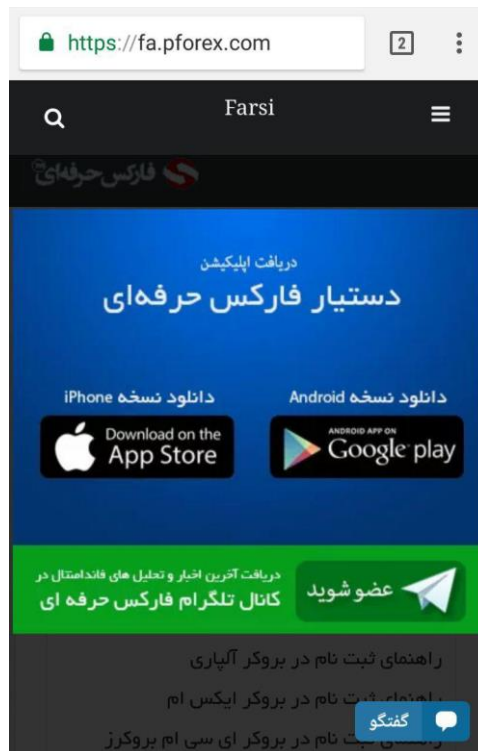 https://fa.pforex.com
2
Farsi
فارکس حرفه‌ای
دریافت اپلیکیشن
دستیار فارکس حرفه‌ای
دانلود نسخه Android
دانلود نسخه iPhone
ANDROID APP ON
Google play
Download on the
App Store
دریافت آخرین اخبار و تحلیل های فاندامنتال در
کانال تلگرام فارکس حرفه ای
عضو شوید
راهنمای ثبت نام در بروکر آلپاری
راهنمای ثبت نام در بروکر ایکس ام
راهنمای ثبت نام در بروکر ای سی ام بروکرز
گفتگو